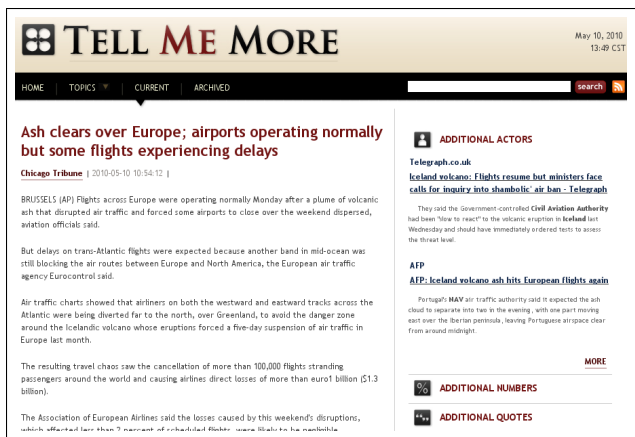 TELL ME MORE
May 10, 2010
13:49 CST
HOME
TOPICS
CURRENT
ARCHIVED
search
Ash clears over Europe; airports operating normally
but some flights experiencing delays
Chicago Tribune | 2010-05-10 10:54:12 |
BRUSSELS (AP) Flights across Europe were operating normally Monday after a plume of volcanic
ash that disrupted air traffic and forced some airports to close over the weekend dispersed,
aviation officials said.
But delays on trans-Atlantic flights were expected because another band in mid-ocean was
still blocking the air routes between Europe and North America, the European air traffic
agency Eurocontrol said.
Air traffic charts showed that airliners on both the westward and eastward tracks across the
Atlantic were being diverted far to the north, over Greenland, to avoid the danger zone
around the Icelandic volcano whose eruptions forced a five-day suspension of air traffic in
Europe last month.
The resulting travel chaos saw the cancellation of more than 100,000 flights stranding
passengers around the world and causing airlines direct losses of more than euro1 billion ($1.3
billion).
The Association of European Airlines said the losses caused by this weekend's disruptions,
which affected less than 2 percent of scheduled flights, were likely to be negligible.
ADDITIONAL ACTORS
Telegraph.co.uk
Iceland volcano: Flights resume but ministers face
calls for inquiry into shambolic' air ban - Telegraph
They said the Government-controlled Civil Aviation Authority
had been "slow to react" to the volcanic eruption in Iceland last
Wednesday and should have immediately ordered tests to assess
the threat level.
AFP
AFP: Iceland volcano ash hits European flights again
Portugal's NAV air traffic authority said it expected the ash
cloud to separate into two in the evening, with one part moving
east over the Iberian peninsula, leaving Portuguese airspace clear
from around midnight.
MORE
% ADDITIONAL NUMBERS
ADDITIONAL QUOTES